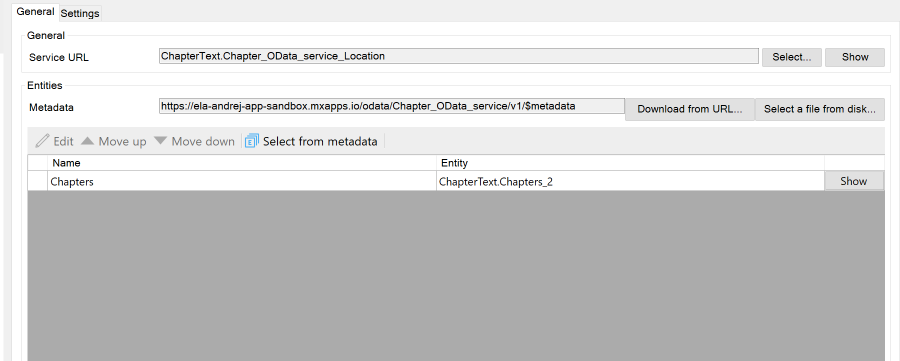 General Settings
General
Service URL ChapterText.Chapter_OData_service_Location Select... Show
Entities
Metadata https://ela-andrej-app-sandbox.mxapps.io/odata/Chapter_OData_service/v1/$metadata Download from URL... Select a file from disk...
Edit Move up Move down Select from metadata
Name Entity
Chapters ChapterText.Chapters_2 Show